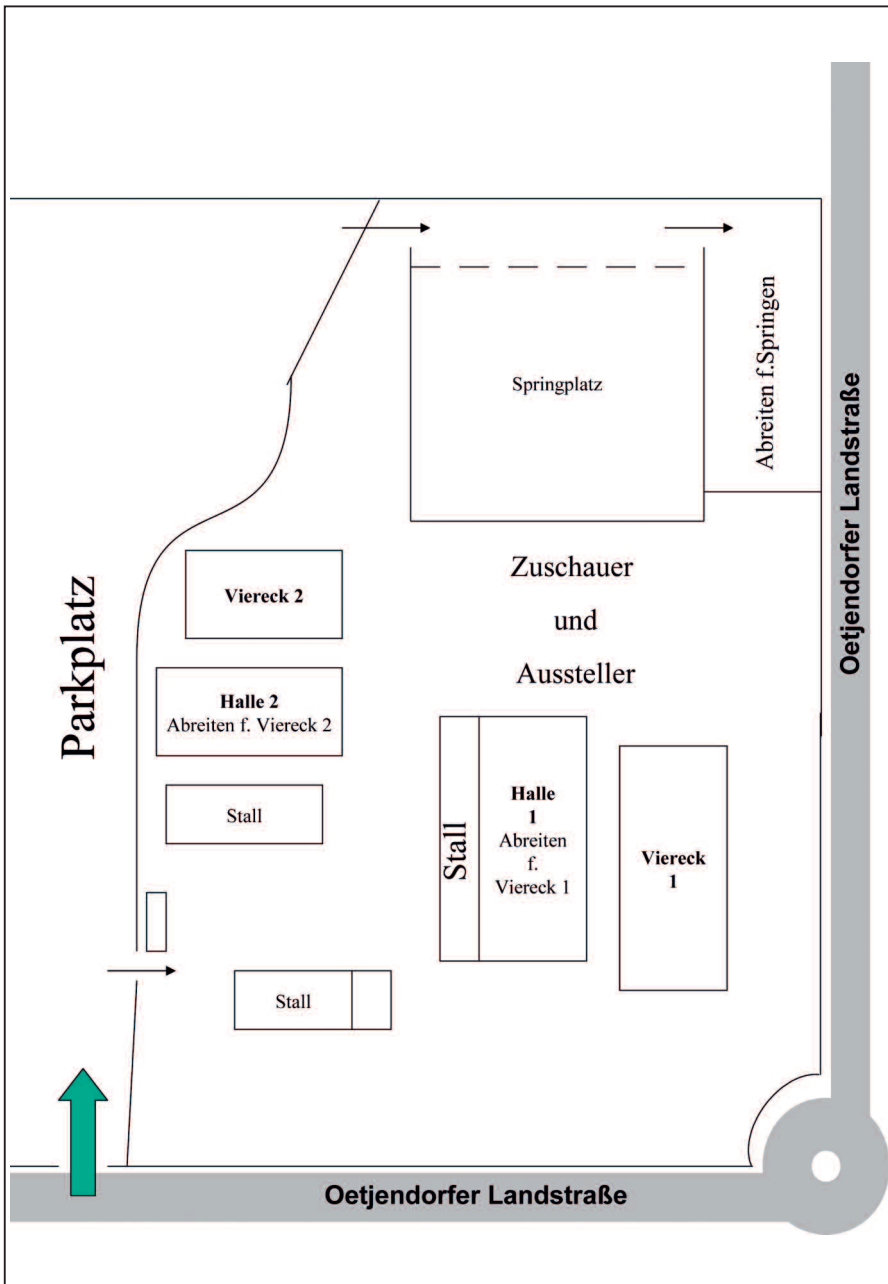 Abreiten f.Springen
Springplatz
Oetjendorfer Landstraße
Zuschauer
und
Aussteller
Parkplatz
Viereck 2
Halle 2
Abreiten f. Viereck 2
Stall
Stall
Halle
1
Abreiten
f.
Viereck 1
Viereck
1
Stall
Oetjendorfer Landstraße